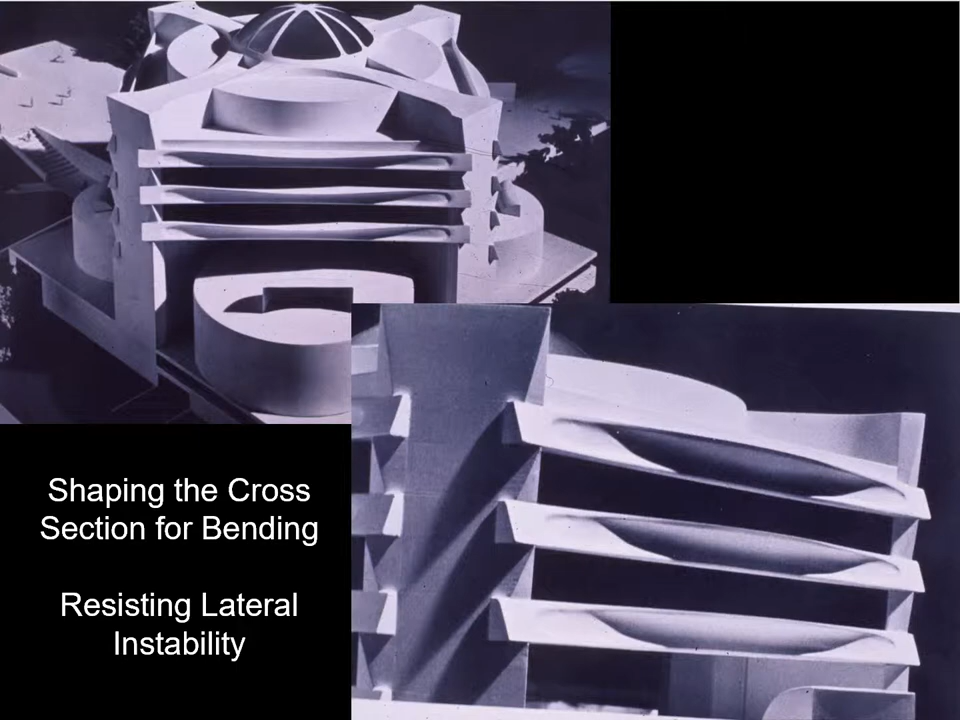 Shaping the Cross
Section for Bending
Resisting Lateral
Instability